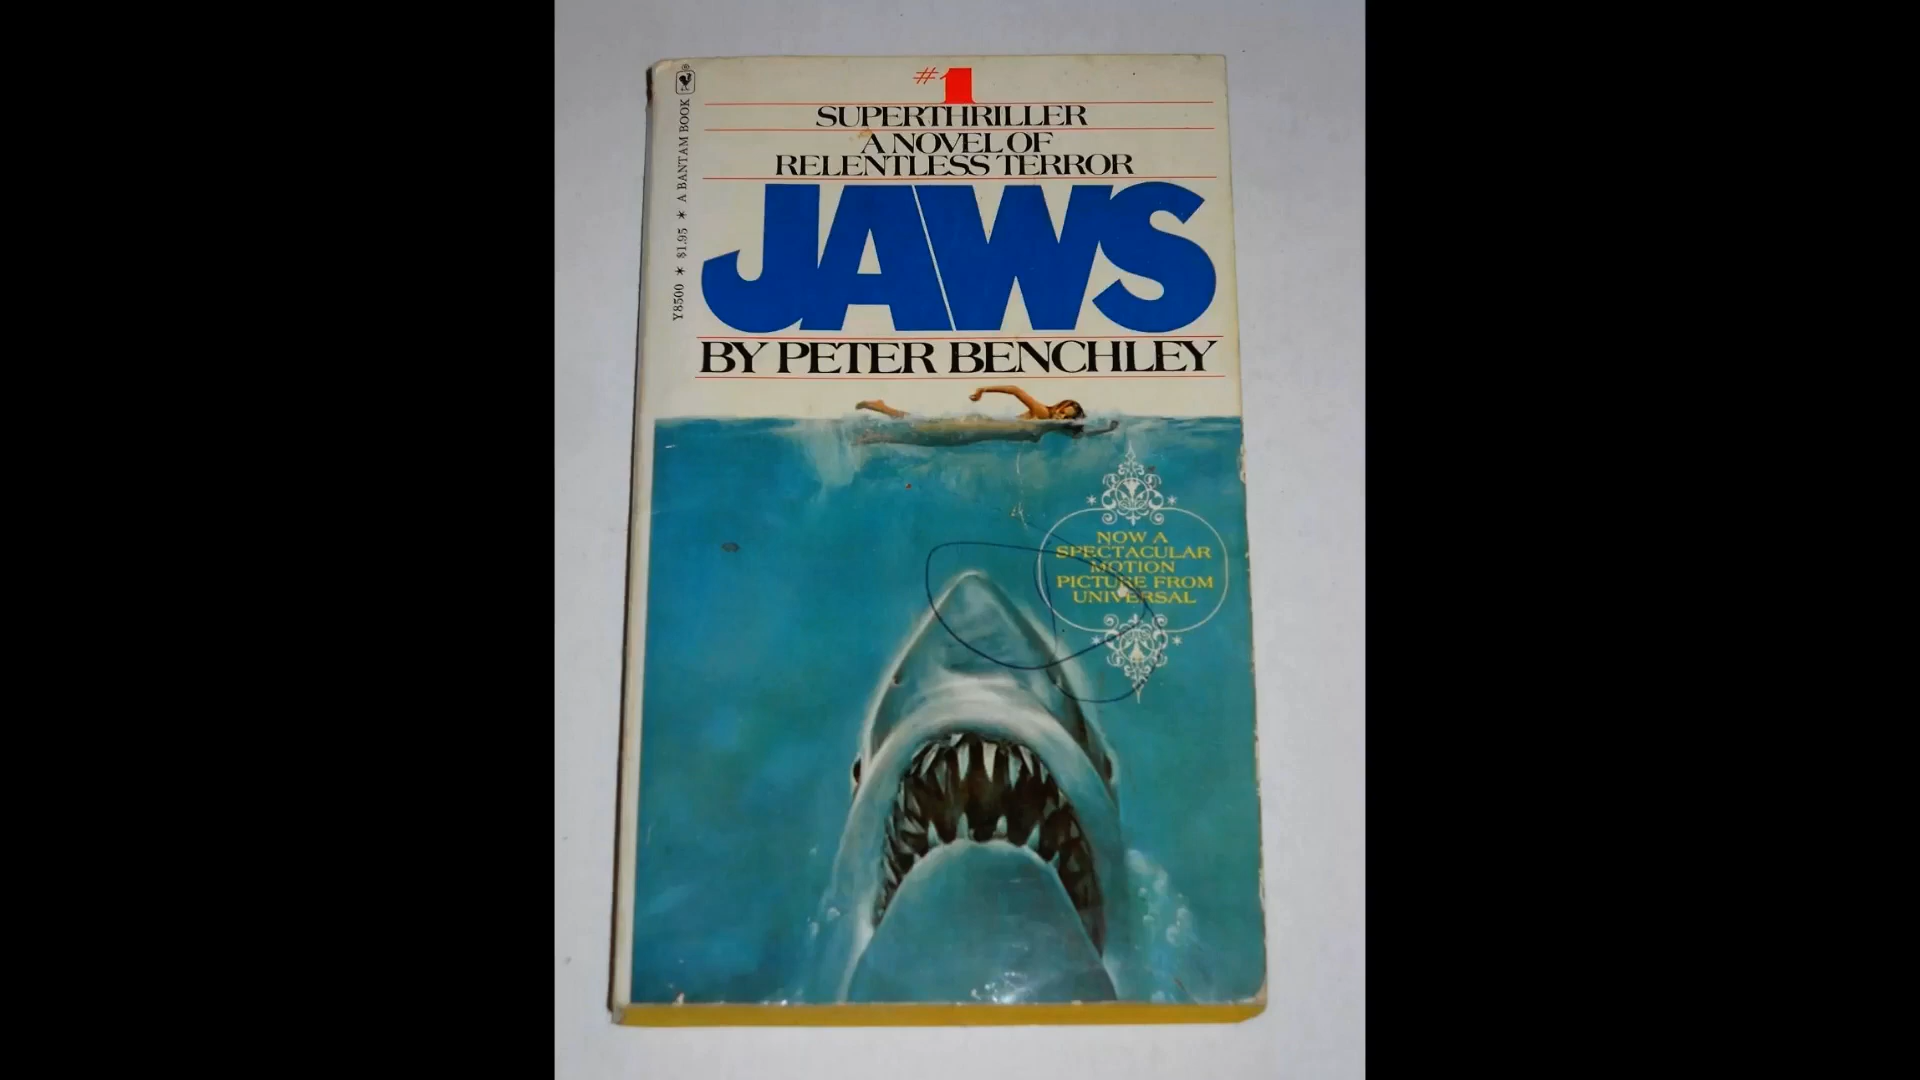 #1
SUPERTHRILLER
A NOVEL OF
RELENTLESS TERROR
JAWS
BY PETER BENCHLEY
NOW A
SPECTACULAR
MOTION
PICTURE FROM
UNIVERSAL
Y8500 * $1.95 * A BANTAM BOOK